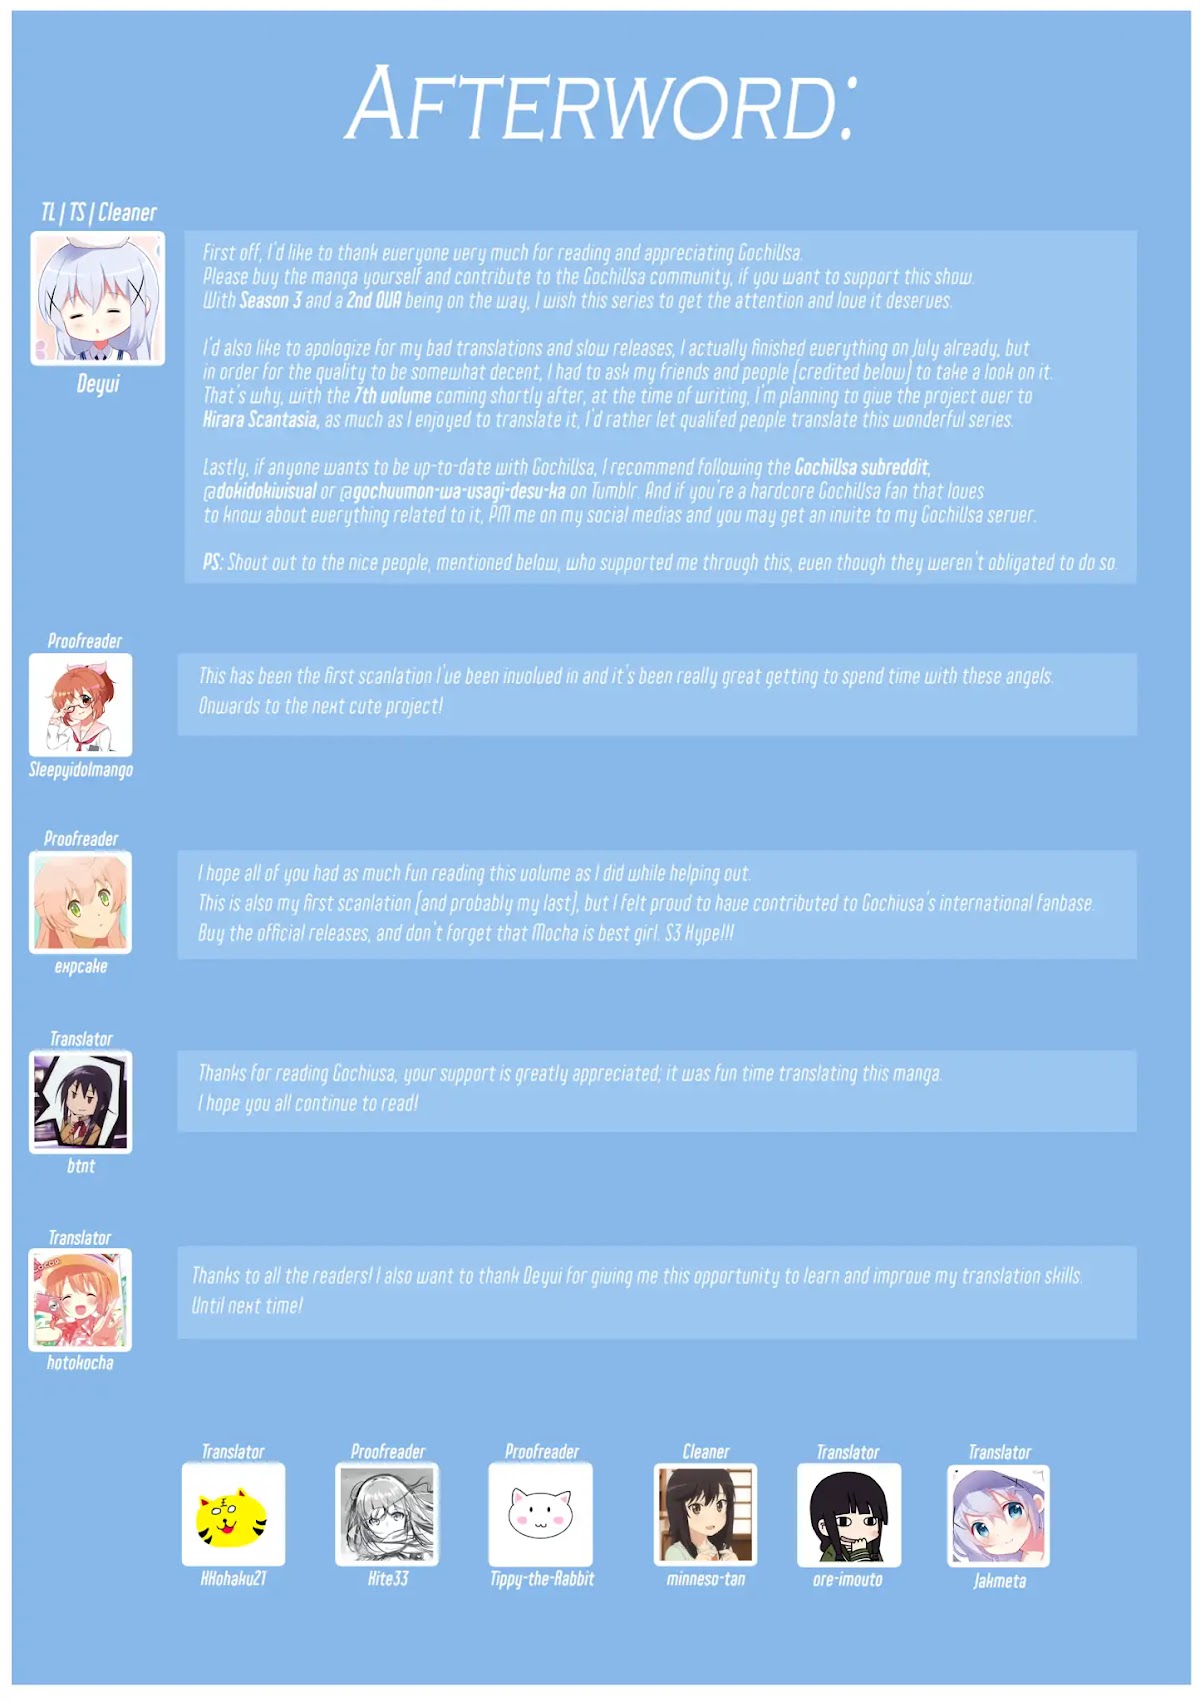 AFTERWORD:
TL | TS | Cleaner
Deyui
First off, I'd like to thank everyone very much for reading and appreciating GochiUsa.
Please buy the manga yourself and contribute to the GochiUsa community, if you want to support this show.
With Season 3 and a 2nd OVA being on the way, I wish this series to get the attention and love it deserves.
I'd also like to apologize for my bad translations and slow releases, I actually finished everything on July already, but
in order for the quality to be somewhat decent, I had to ask my friends and people [credited below] to take a look on it.
That's why, with the 7th volume coming shortly after, at the time of writing, I'm planning to give the project over to
Kirara Scantasia, as much as I enjoyed to translate it, I'd rather let qualifed people translate this wonderful series.
Lastly, if anyone wants to be up-to-date with GochiUsa, I recommend following the GochiUsa subreddit,
@dokidokivisual or @gochuumon-wa-usagi-desu-ka on Tumblr. And if you're a hardcore GochiUsa fan that loves
to know about everything related to it, PM me on my social medias and you may get an invite to my GochiUsa server.
PS: Shout out to the nice people, mentioned below, who supported me through this, even though they weren't obligated to do so.
Proofreader
Sleepyidolmango
This has been the first scanlation I've been involved in and it's been really great getting to spend time with these angels.
Onwards to the next cute project!
Proofreader
expcake
I hope all of you had as much fun reading this volume as I did while helping out.
This is also my first scanlation [and probably my last], but I felt proud to have contributed to Gochiusa's international fanbase.
Buy the official releases, and don't forget that Mocha is best girl. S3 Hype!!!
Translator
btnt
Thanks for reading Gochiusa, your support is greatly appreciated; it was fun time translating this manga.
I hope you all continue to read!
Translator
hotokocha
Thanks to all the readers! I also want to thank Deyui for giving me this opportunity to learn and improve my translation skills.
Until next time!
Translator Proofreader Proofreader Cleaner Translator Translator
KKohaku21 Kite33 Tippy-the-Rabbit minneso-tan ore-imouto Jakmeta